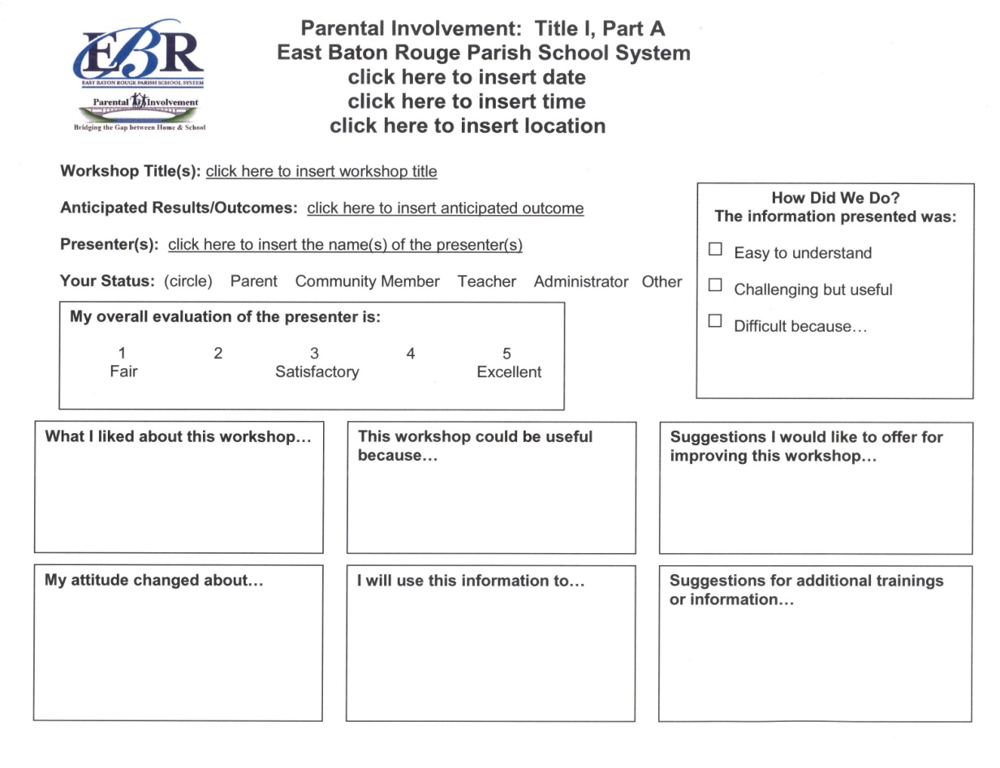 EBR
EAST BATON ROUGE PARISH SCHOOL SYSTEM
Parental Involvement
Bridging the Gap between Home & School
Parental Involvement:  Title I, Part A
East Baton Rouge Parish School System
click here to insert date
click here to insert time
click here to insert location
Workshop Title(s): click here to insert workshop title
Anticipated Results/Outcomes:  click here to insert anticipated outcome
Presenter(s):  click here to insert the name(s) of the presenter(s)
Your Status:  (circle)    Parent    Community Member    Teacher    Administrator   Other
How Did We Do?
The information presented was:
☐ Easy to understand
☐ Challenging but useful
☐ Difficult because…
My overall evaluation of the presenter is:
1 2 3 4 5
Fair Satisfactory Excellent
What I liked about this workshop…
This workshop could be useful
because…
Suggestions I would like to offer for
improving this workshop…
My attitude changed about…
I will use this information to…
Suggestions for additional trainings
or information…